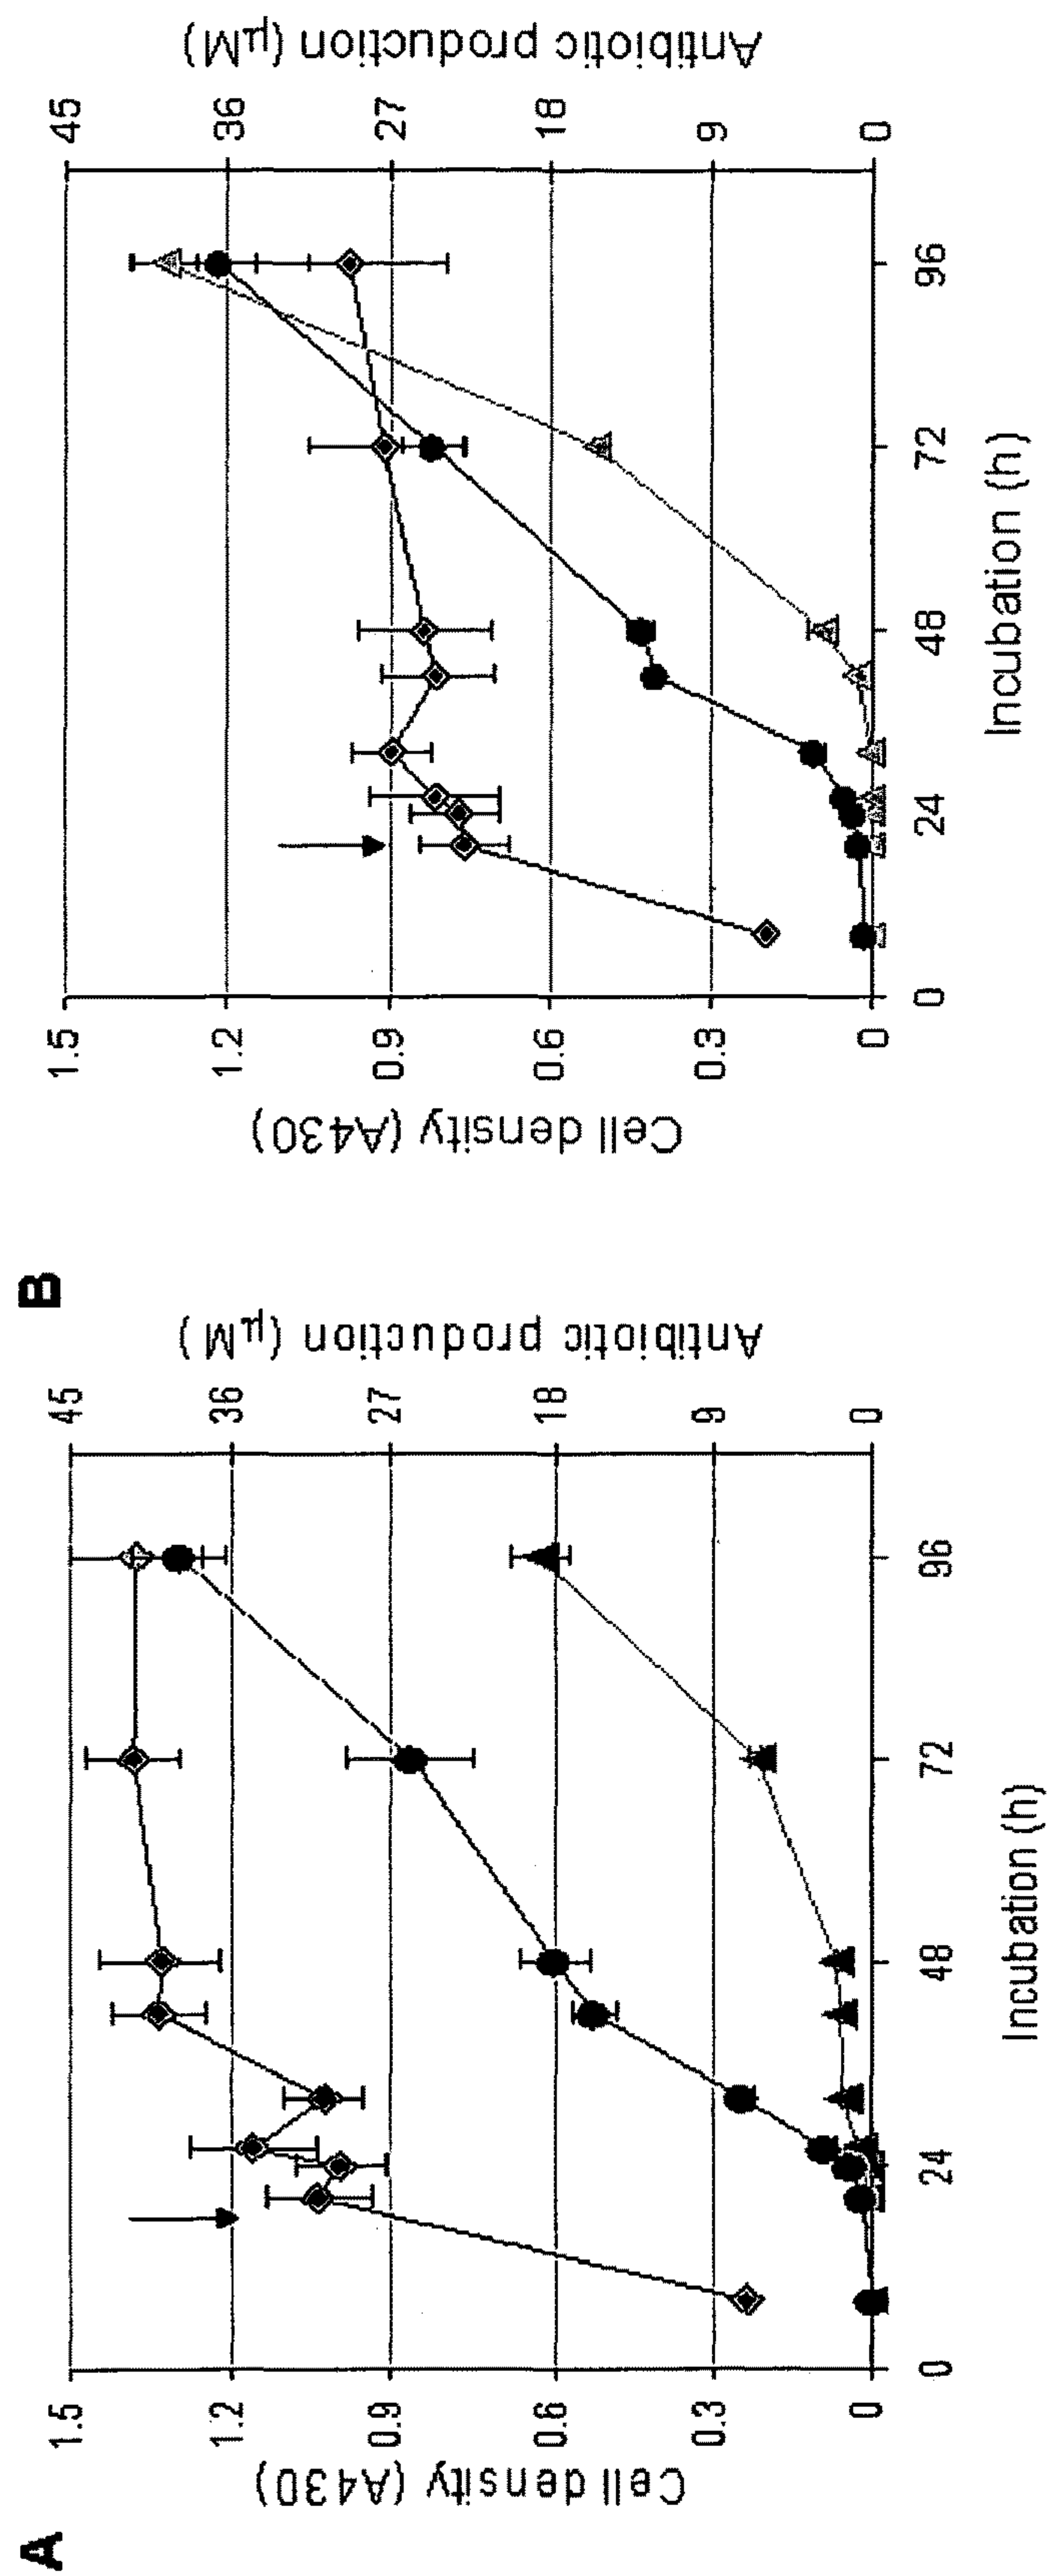 A
Cell density (A430)
1.5
1.2
0.9
0.6
0.3
0
Antibiotic production (µM)
45
36
27
18
9
0
0 24 48 72 96
Incubation (h)
B
Cell density (A430)
1.5
1.2
0.9
0.6
0.3
0
Antibiotic production (µM)
45
36
27
18
9
0
0 24 48 72 96
Incubation (h)